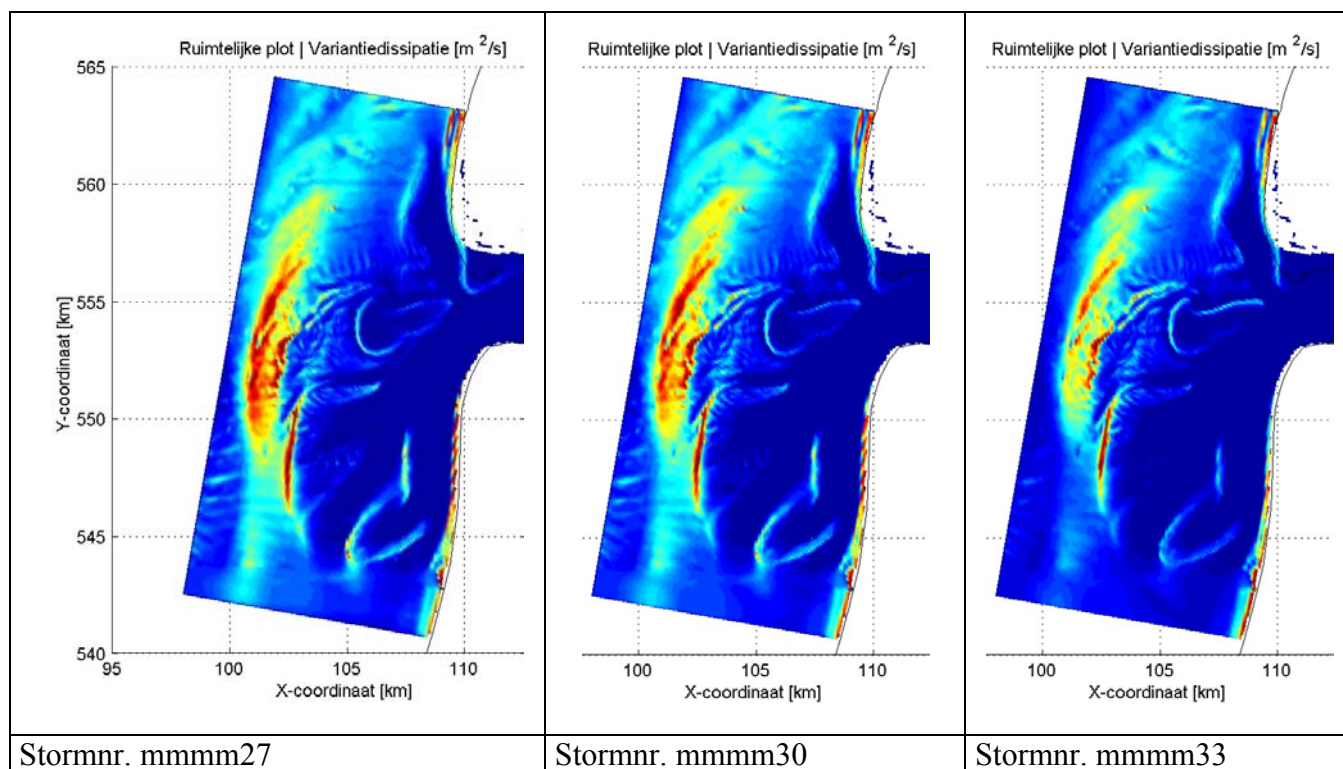 Ruimtelijke plot | Variantiedissipatie [m ²/s]
565
560
555
550
545
540
Y-coordinaat [km]
95 100 105 110
X-coordinaat [km]
Stormnr. mmmm27
Ruimtelijke plot | Variantiedissipatie [m ²/s]
100 105 110
X-coordinaat [km]
Stormnr. mmmm30
Ruimtelijke plot | Variantiedissipatie [m ²/s]
100 105 110
X-coordinaat [km]
Stormnr. mmmm33